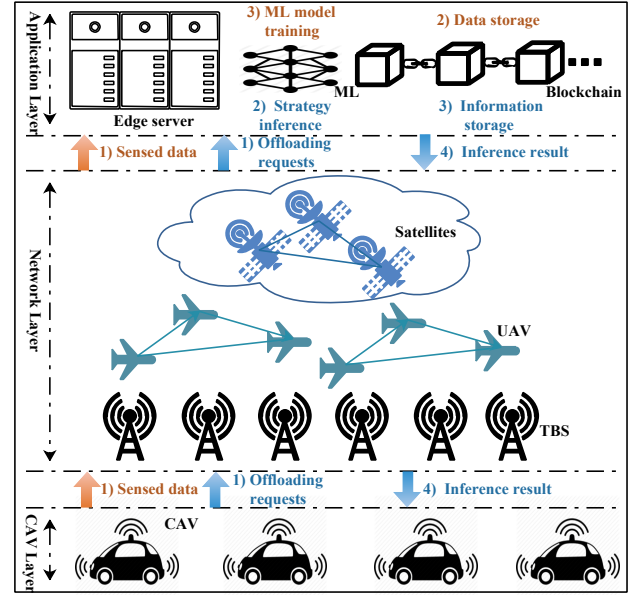 Application Layer
3) ML model
training
2) Data storage
ML
Blockchain
Edge server
2) Strategy
inference
3) Information
storage
1) Sensed data
1) Offloading
requests
4) Inference result
Network Layer
Satellites
UAV
TBS
1) Sensed data
1) Offloading
requests
4) Inference result
CAV Layer
CAV